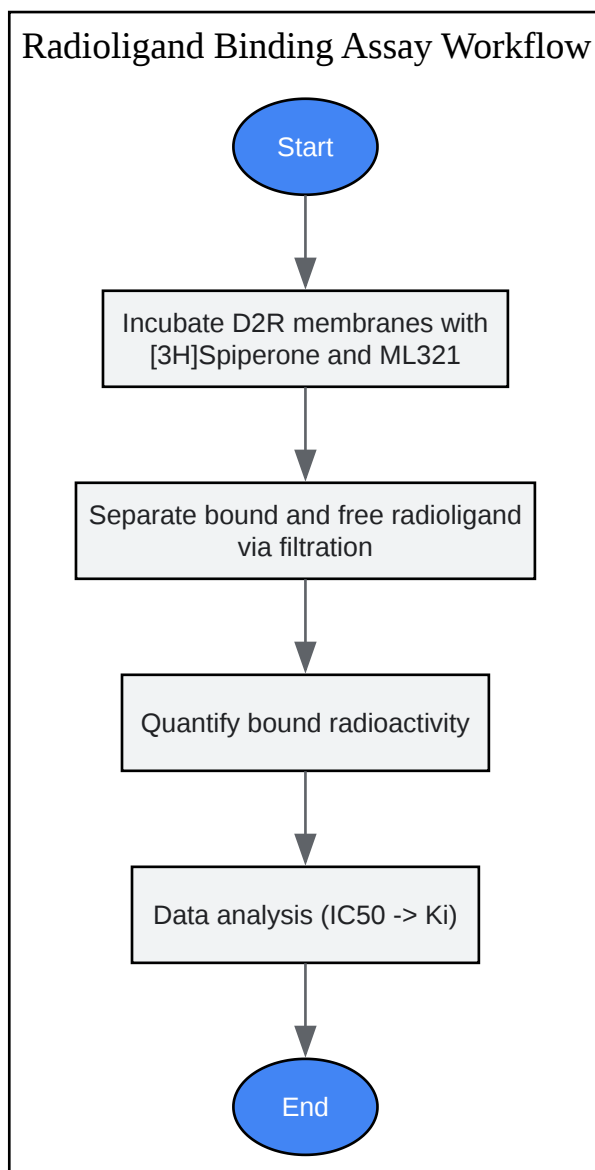 Radioligand Binding Assay Workflow
Start
Incubate D2R membranes with
[3H]Spiperone and ML321
Separate bound and free radioligand
via filtration
Quantify bound radioactivity
Data analysis (IC50 -> Ki)
End